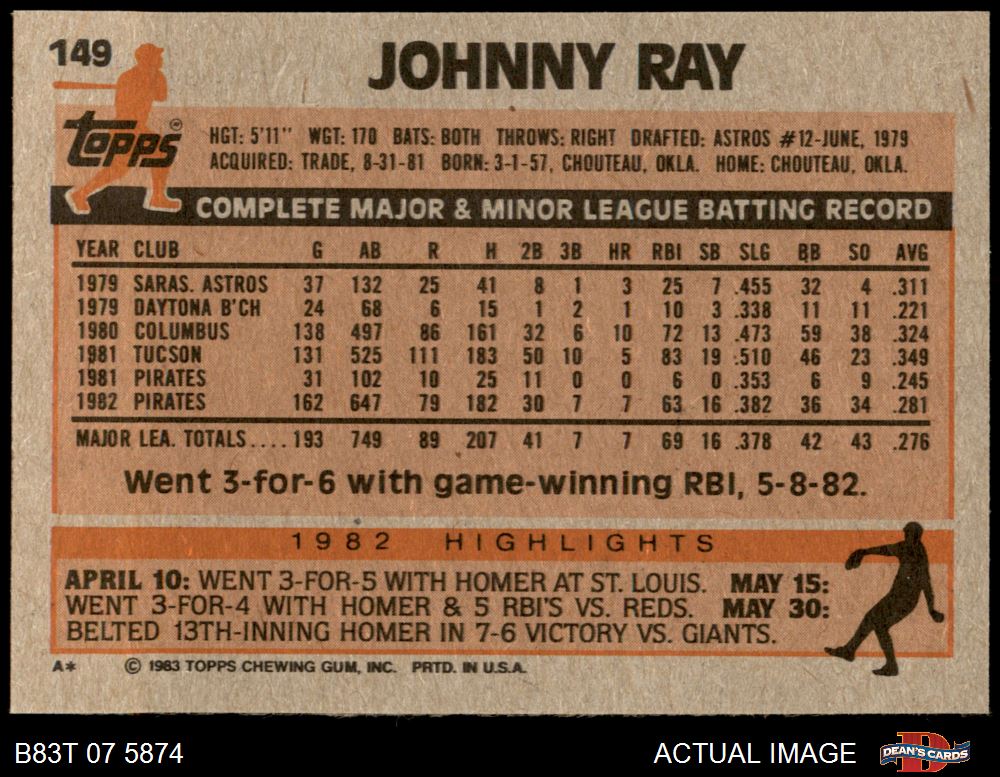 149
JOHNNY RAY
Topps
HGT: 5'11" WGT: 170 BATS: BOTH THROWS: RIGHT DRAFTED: ASTROS #12-JUNE, 1979
ACQUIRED: TRADE, 8-31-81 BORN: 3-1-57, CHOUTEAU, OKLA. HOME: CHOUTEAU, OKLA.
COMPLETE MAJOR & MINOR LEAGUE BATTING RECORD
YEAR CLUB G AB R H 2B 3B HR RBI SB SLG BB SO AVG
1979 SARAS. ASTROS 37 132 25 41 8 1 3 25 7 .455 32 4 .311
1979 DAYTONA B'CH 24 68 6 15 1 2 1 10 3 .338 11 11 .221
1980 COLUMBUS 138 497 86 161 32 6 10 72 13 .473 59 38 .324
1981 TUCSON 131 525 111 183 50 10 5 83 19 .510 46 23 .349
1981 PIRATES 31 102 10 25 11 0 0 6 0 .353 6 9 .245
1982 PIRATES 162 647 79 182 30 7 7 63 16 .382 36 34 .281
MAJOR LEA. TOTALS.... 193 749 89 207 41 7 7 69 16 .378 42 43 .276
Went 3-for-6 with game-winning RBI, 5-8-82.
1982 HIGHLIGHTS
APRIL 10: WENT 3-FOR-5 WITH HOMER AT ST. LOUIS. MAY 15:
WENT 3-FOR-4 WITH HOMER & 5 RBI'S VS. REDS. MAY 30:
BELTED 13TH-INNING HOMER IN 7-6 VICTORY VS. GIANTS.
A* © 1983 TOPPS CHEWING GUM, INC. PRTD. IN U.S.A.
B83T 07 5874 ACTUAL IMAGE DEAN'S CARDS